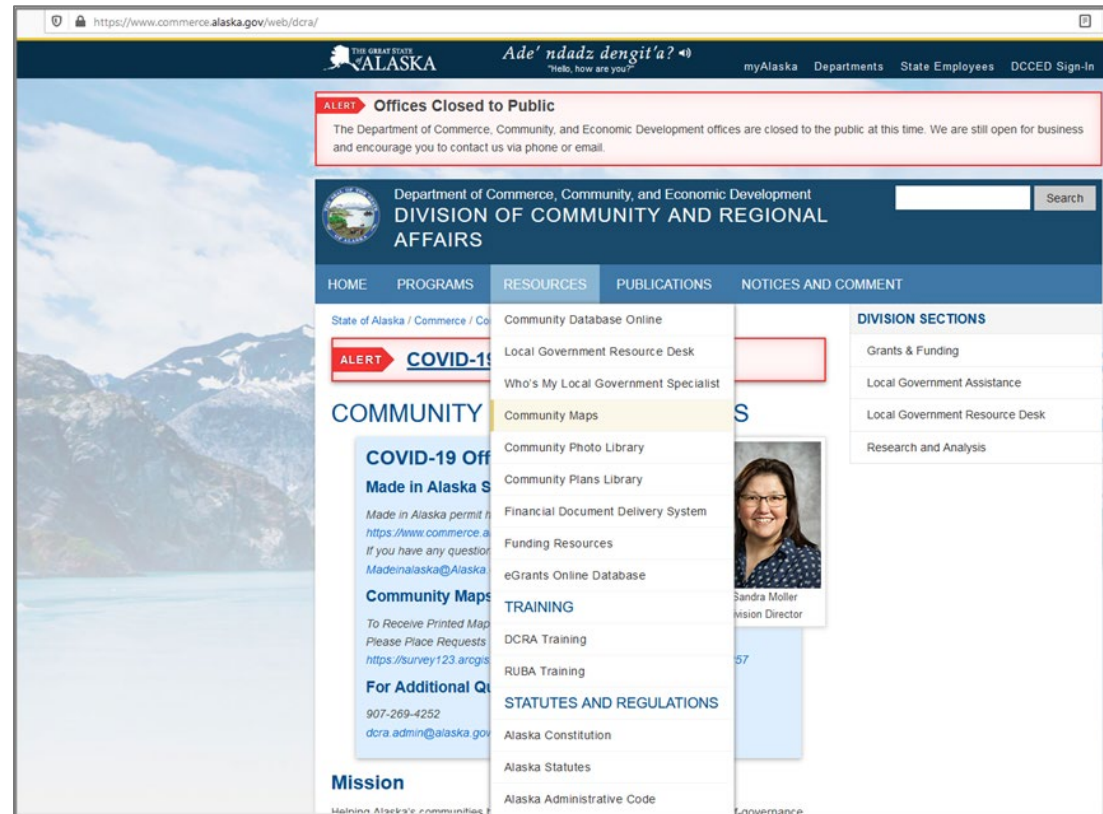 https://www.commerce.alaska.gov/web/dcra/
THE GREAT STATE
of ALASKA
Ade' ndadz dengit'a?
"Hello, how are you?"
myAlaska Departments State Employees DCCED Sign-In
ALERT Offices Closed to Public
The Department of Commerce, Community, and Economic Development offices are closed to the public at this time. We are still open for business
and encourage you to contact us via phone or email.
Department of Commerce, Community, and Economic Development
DIVISION OF COMMUNITY AND REGIONAL
AFFAIRS
Search
HOME PROGRAMS RESOURCES PUBLICATIONS NOTICES AND COMMENT
State of Alaska / Commerce / Co
ALERT COVID-19
COMMUNITY S
COVID-19 Off
Made in Alaska S
Made in Alaska permit h
https://www.commerce.a
If you have any question
Madeinalaska@Alaska.
Community Maps
To Receive Printed Map
Please Place Requests
https://survey123.arcgis 57
For Additional Qu
907-269-4252
dcra.admin@alaska.gov
Mission
Helping Alaska's communities f-governance
Community Database Online
Local Government Resource Desk
Who's My Local Government Specialist
Community Maps
Community Photo Library
Community Plans Library
Financial Document Delivery System
Funding Resources
eGrants Online Database
TRAINING
DCRA Training
RUBA Training
STATUTES AND REGULATIONS
Alaska Constitution
Alaska Statutes
Alaska Administrative Code
Sandra Moller
ivision Director
DIVISION SECTIONS
Grants & Funding
Local Government Assistance
Local Government Resource Desk
Research and Analysis